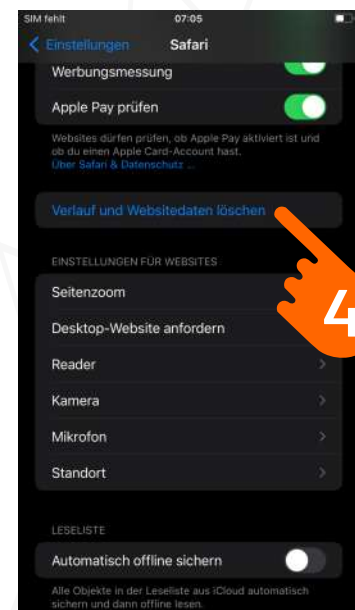 SIM fehlt 07:05
Einstellungen Safari
Werbungsmessung
Apple Pay prüfen
Websites dürfen prüfen, ob Apple Pay aktiviert ist und
ob du einen Apple Card-Account hast.
Über Safari & Datenschutz ...
Verlauf und Websitedaten löschen
EINSTELLUNGEN FÜR WEBSITES
Seitenzoom
Desktop-Website anfordern
4
Reader
Kamera
Mikrofon
Standort
LESELISTE
Automatisch offline sichern
Alle Objekte in der Leseliste aus iCloud automatisch
sichern und dann offline lesen.